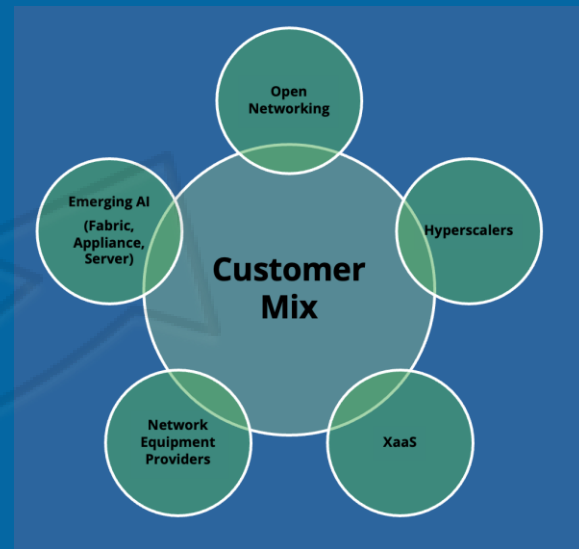 Open
Networking
Emerging AI
(Fabric,
Appliance,
Server)
Hyperscalers
Customer
Mix
Network
Equipment
Providers
XaaS